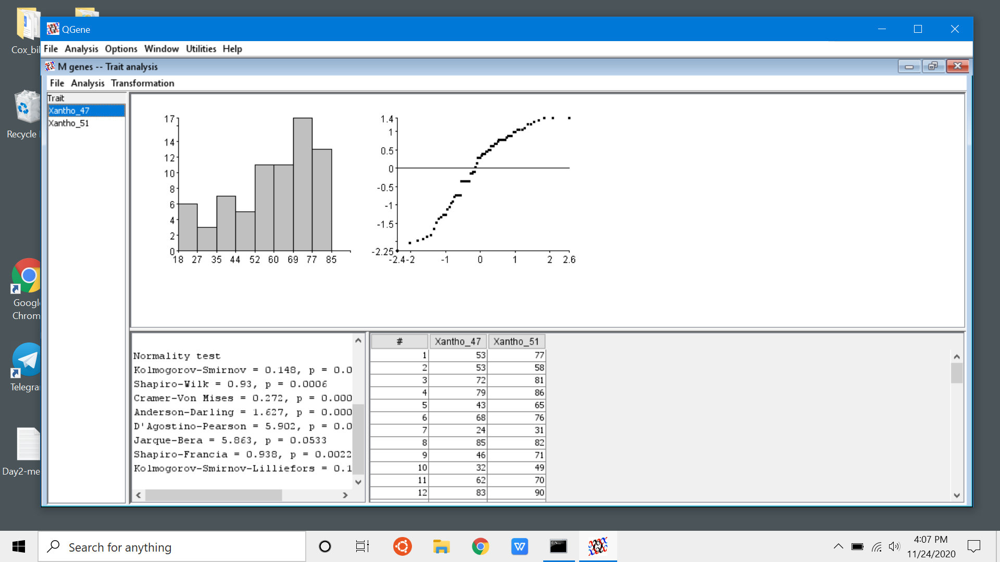 Cox_bil
Recycle
Google
Chrom
Telegra
Day2-me
QGene
File Analysis Options Window Utilities Help
M genes -- Trait analysis
File Analysis Transformation
Trait
Xantho_47
Xantho_51
17
14
12
10
8
6
4
2
0
18 27 35 44 52 60 69 77 85
1.4
1
0.5
0
-0.5
-1
-1.5
-2.25
-2.4 -2 -1 0 1 2 2.6
Normality test
Kolmogorov-Smirnov = 0.148, p = 0.0
Shapiro-Wilk = 0.93, p = 0.0006
Cramer-Von Mises = 0.272, p = 0.000
Anderson-Darling = 1.627, p = 0.000
D'Agostino-Pearson = 5.902, p = 0.0
Jarque-Bera = 5.863, p = 0.0533
Shapiro-Francia = 0.938, p = 0.0022
Kolmogorov-Smirnov-Lilliefors = 0.1
# Xantho_47 Xantho_51
1 53 77
2 53 58
3 72 81
4 79 86
5 43 65
6 68 76
7 24 31
8 85 82
9 46 71
10 32 49
11 62 70
12 83 90
Search for anything
4:07 PM
11/24/2020